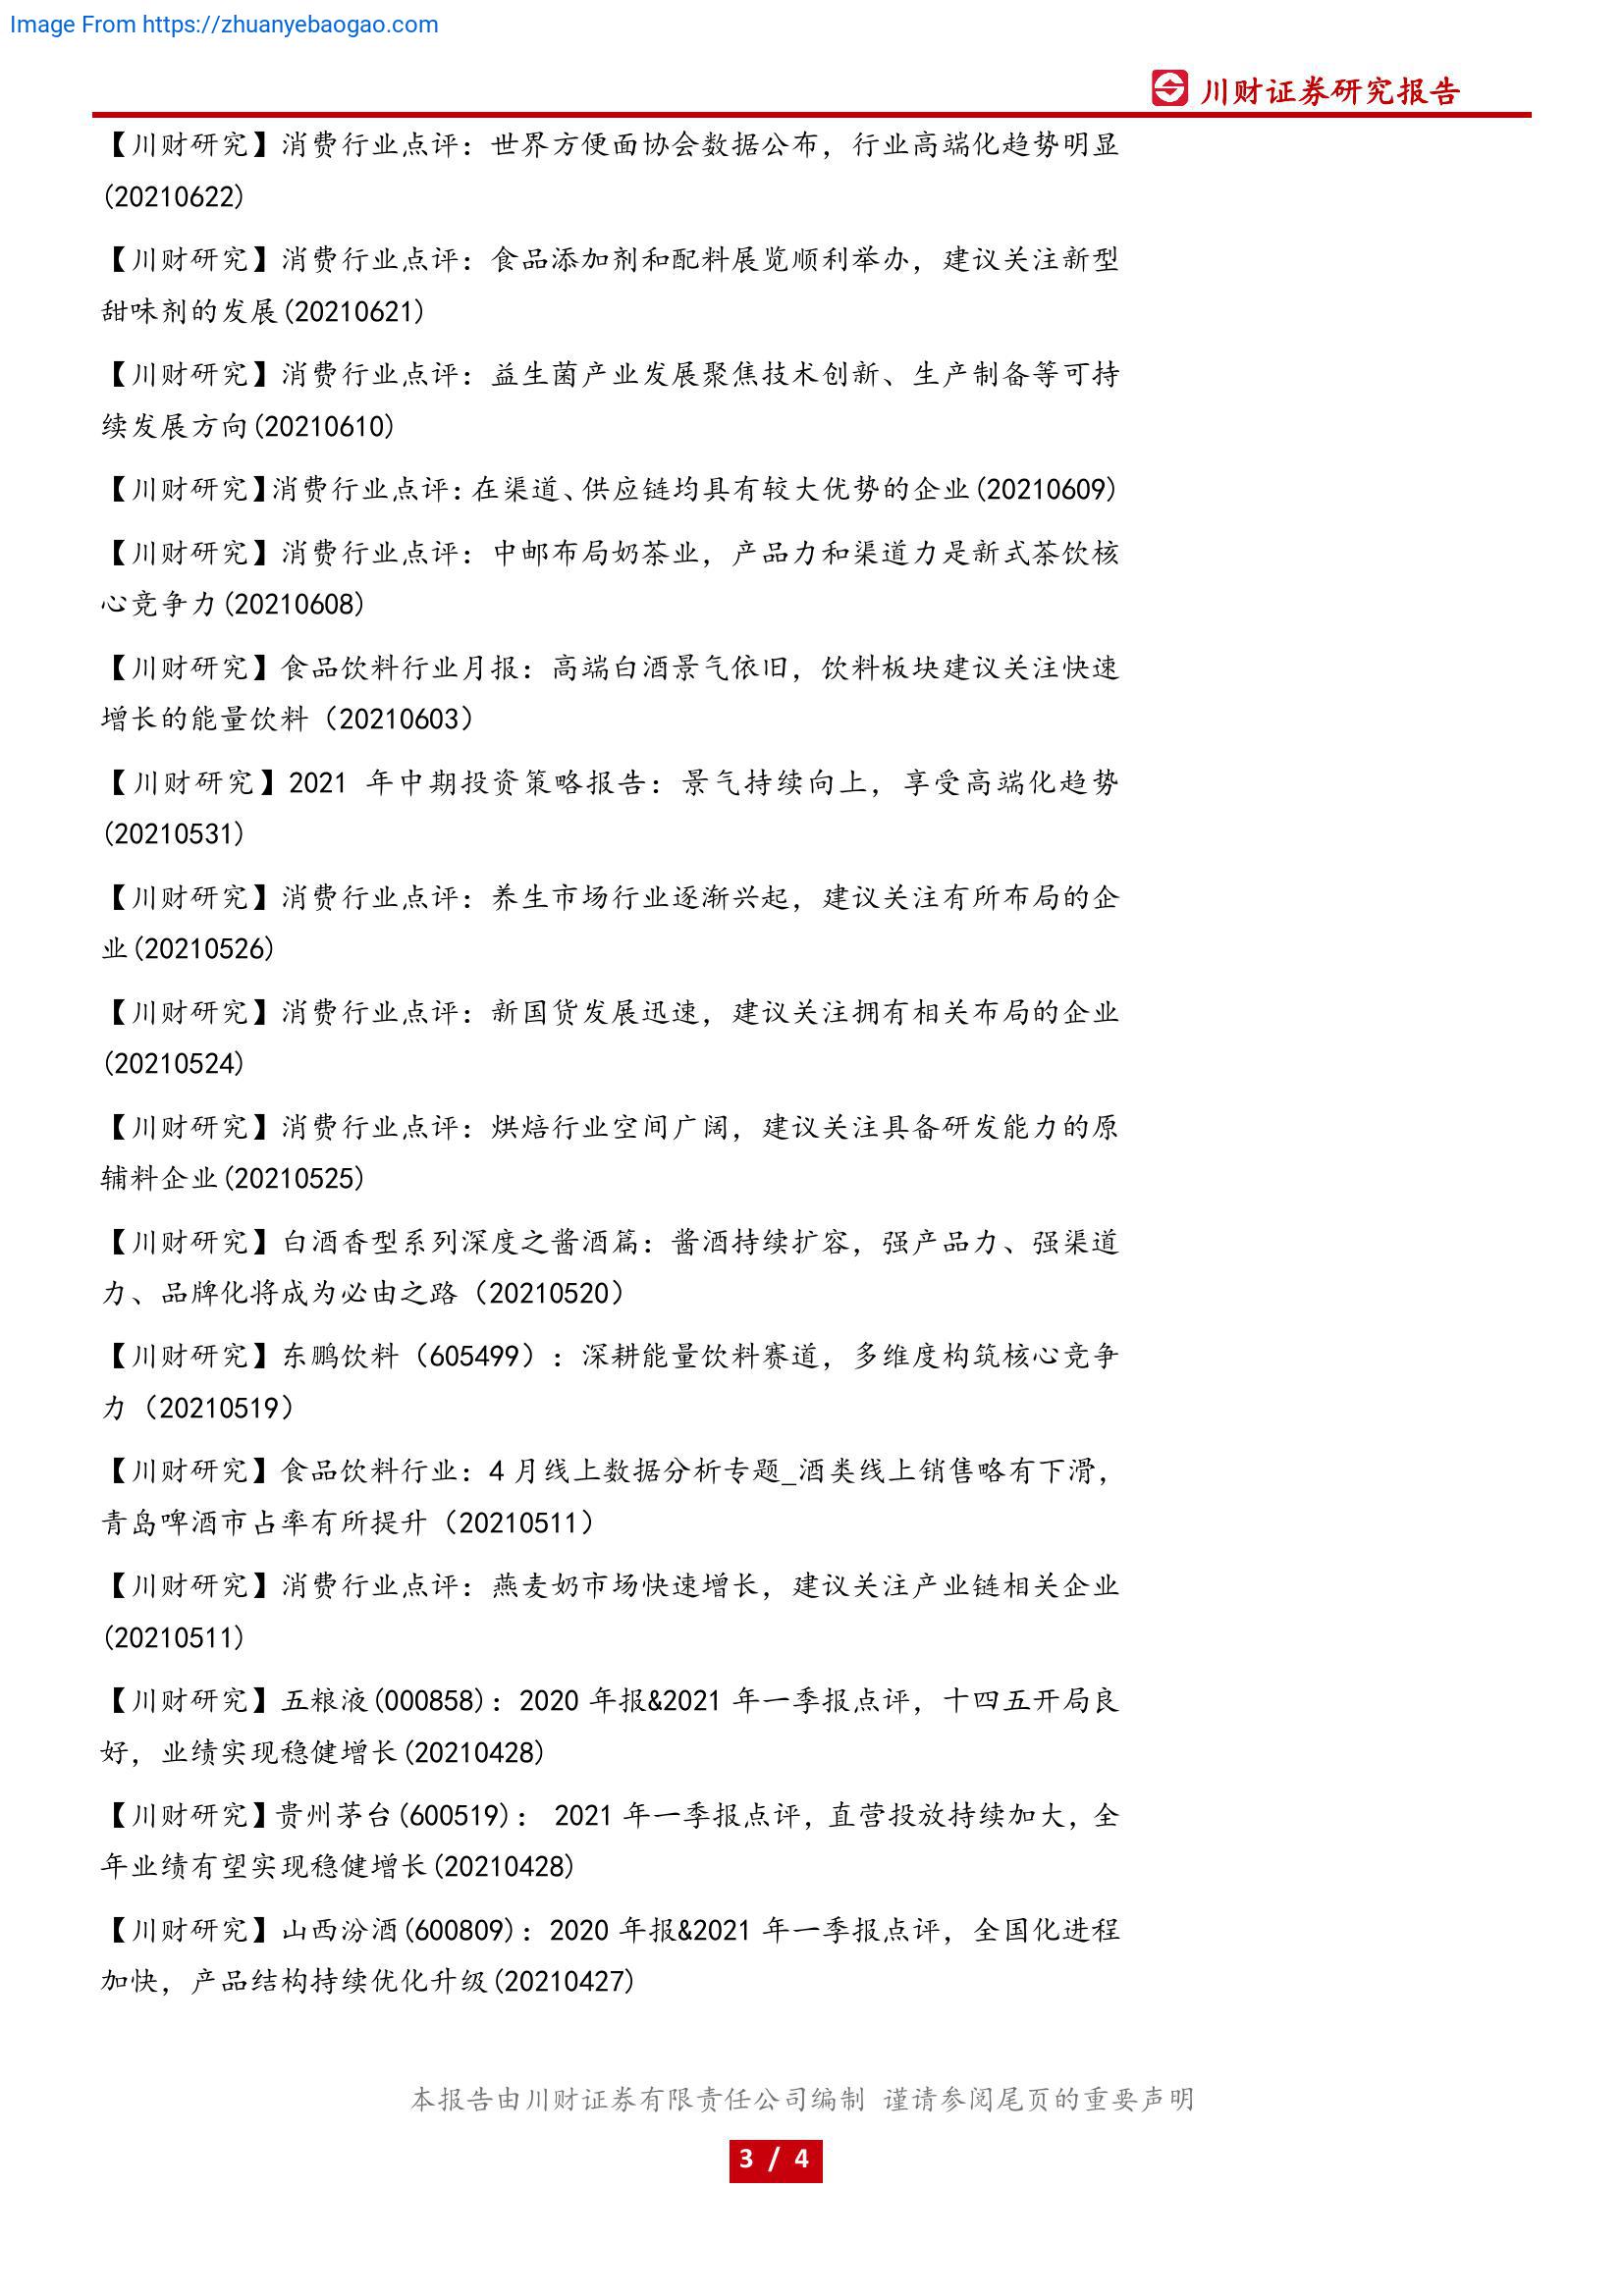 Image From https://zhuanyebaogao.com
川财证券研究报告
【川财研究】消费行业点评：世界方便面协会数据公布，行业高端化趋势明显
(20210622)
【川财研究】消费行业点评：食品添加剂和配料展览顺利举办，建议关注新型
甜味剂的发展(20210621)
【川财研究】消费行业点评：益生菌产业发展聚焦技术创新、生产制备等可持
续发展方向(20210610)
【川财研究】消费行业点评：在渠道、供应链均具有较大优势的企业(20210609)
【川财研究】消费行业点评：中邮布局奶茶业，产品力和渠道力是新式茶饮核
心竞争力(20210608)
【川财研究】食品饮料行业月报：高端白酒景气依旧，饮料板块建议关注快速
增长的能量饮料（20210603）
【川财研究】2021 年中期投资策略报告：景气持续向上，享受高端化趋势
(20210531)
【川财研究】消费行业点评：养生市场行业逐渐兴起，建议关注有所布局的企
业(20210526)
【川财研究】消费行业点评：新国货发展迅速，建议关注拥有相关布局的企业
(20210524)
【川财研究】消费行业点评：烘焙行业空间广阔，建议关注具备研发能力的原
辅料企业(20210525)
【川财研究】白酒香型系列深度之酱酒篇：酱酒持续扩容，强产品力、强渠道
力、品牌化将成为必由之路（20210520）
【川财研究】东鹏饮料（605499）：深耕能量饮料赛道，多维度构筑核心竞争
力（20210519）
【川财研究】食品饮料行业：4 月线上数据分析专题_酒类线上销售略有下滑，
青岛啤酒市占率有所提升（20210511）
【川财研究】消费行业点评：燕麦奶市场快速增长，建议关注产业链相关企业
(20210511)
【川财研究】五粮液(000858)：2020 年报&2021 年一季报点评，十四五开局良
好，业绩实现稳健增长(20210428)
【川财研究】贵州茅台(600519)： 2021 年一季报点评，直营投放持续加大，全
年业绩有望实现稳健增长(20210428)
【川财研究】山西汾酒(600809)：2020 年报&2021 年一季报点评，全国化进程
加快，产品结构持续优化升级(20210427)
本报告由川财证券有限责任公司编制 谨请参阅尾页的重要声明
3 / 4